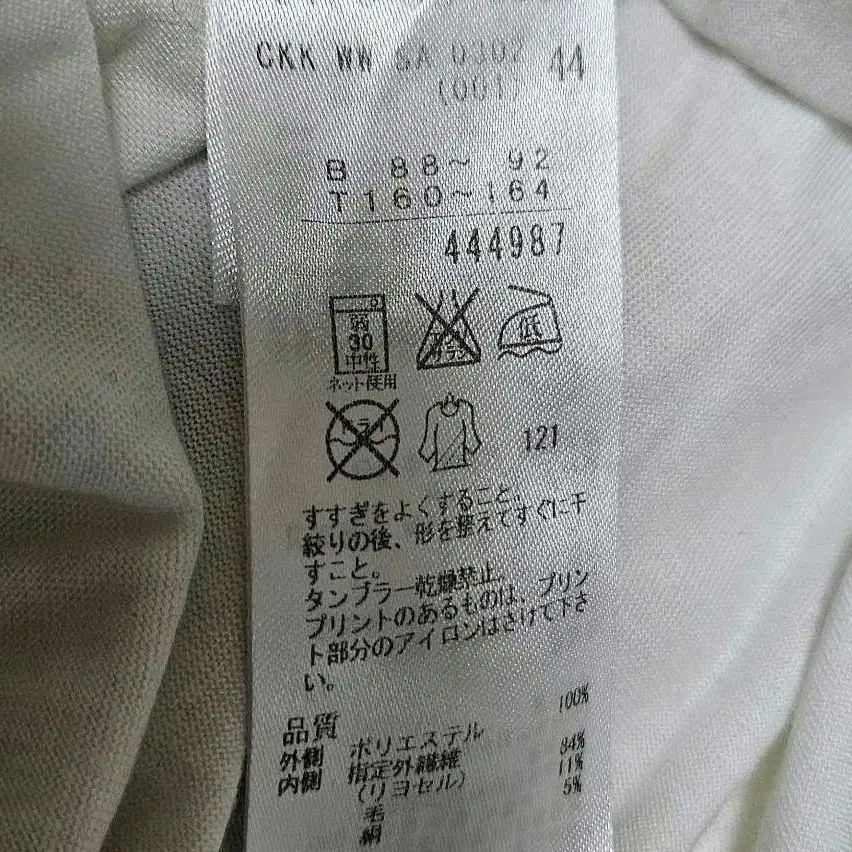 CKK WW SA 0302 44
(001)
B 88～ 92
T160～164
444987
弱
30
中性
ネット使用
低
ドライ
121
すすぎをよくすること。
絞りの後、形を整えてすぐに干
すこと。
タンブラー乾燥禁止。
プリントのあるものは、プリン
ト部分のアイロンはさけて下さ
い。
100%
品質
外側 ポリエステル 84%
内側 指定外繊維 11%
(リヨセル) 5%
毛
絹